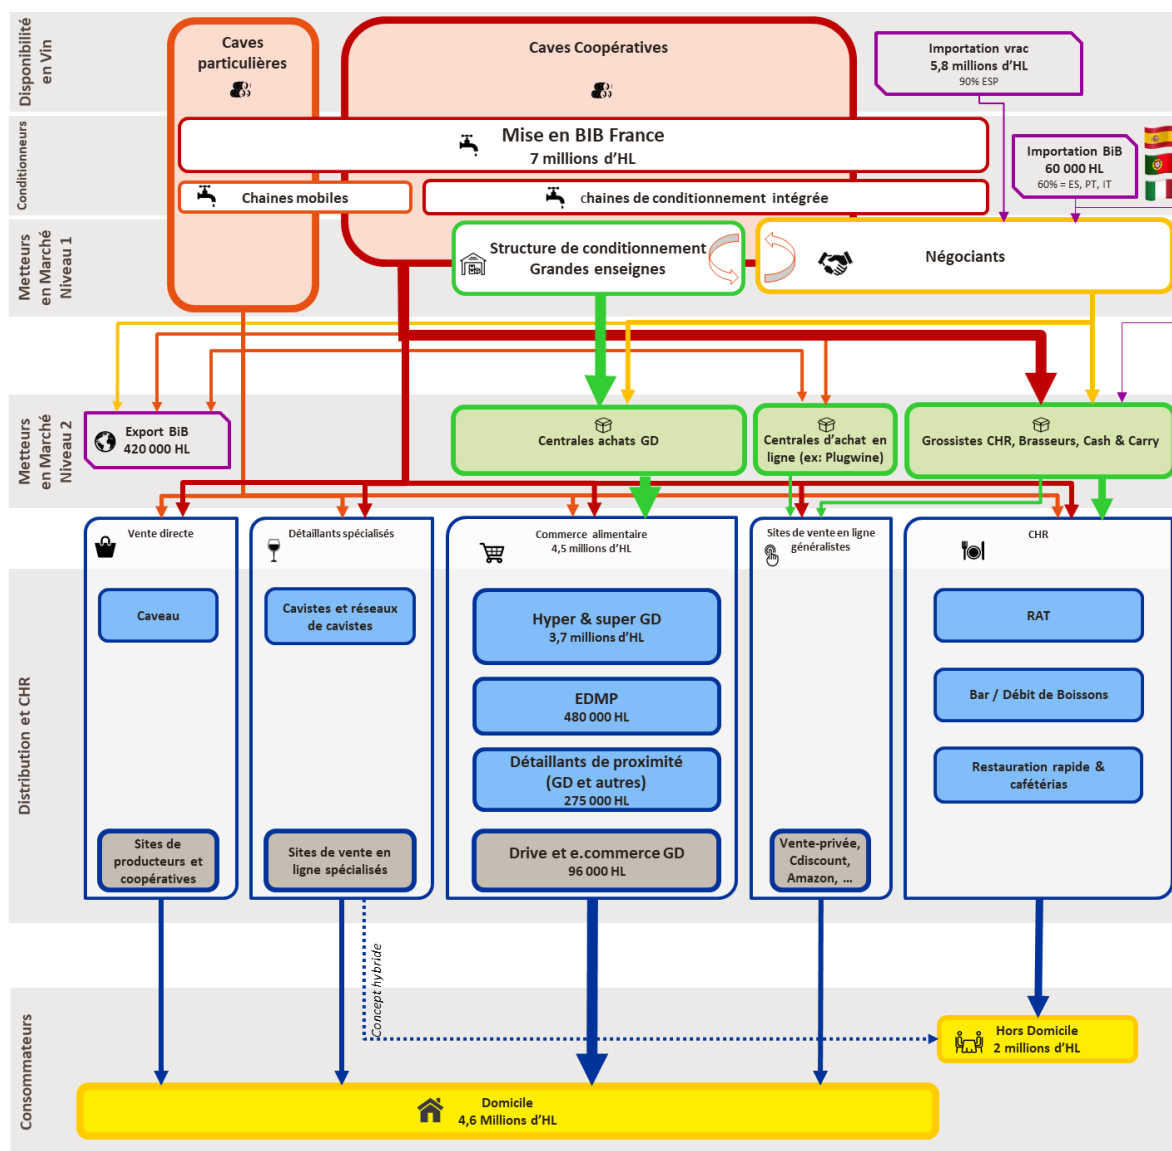 Disponibilité
en Vin
Caves
particulières
Caves Coopératives
Importation vrac
5,8 millions d'HL
90% ESP
Conditionneurs
Mise en BIB France
7 millions d'HL
Importation BiB
60 000 HL
60% = ES, PT, IT
Chaines mobiles
chaines de conditionnement intégrée
Metteurs
en Marché
Niveau 1
Structure de conditionnement
Grandes enseignes
Négociants
Metteurs
en Marché
Niveau 2
Export BiB
420 000 HL
Centrales achats GD
Centrales d'achat en
ligne (ex: Plugwine)
Grossistes CHR, Brasseurs, Cash & Carry
Distribution et CHR
Vente directe
Détaillants spécialisés
Commerce alimentaire
4,5 millions d'HL
Sites de vente en ligne
généralistes
CHR
Caveau
Cavistes et réseaux
de cavistes
Hyper & super GD
3,7 millions d'HL
RAT
EDMP
480 000 HL
Bar / Débit de Boissons
Détaillants de proximité
(GD et autres)
275 000 HL
Restauration rapide &
cafétérias
Sites de
producteurs et
coopératives
Sites de vente en
ligne spécialisés
Drive et e.commerce GD
96 000 HL
Vente-privée,
Cdiscount,
Amazon, ...
Concept hybride
Consommateurs
Hors Domicile
2 millions d'HL
Domicile
4,6 Millions d'HL